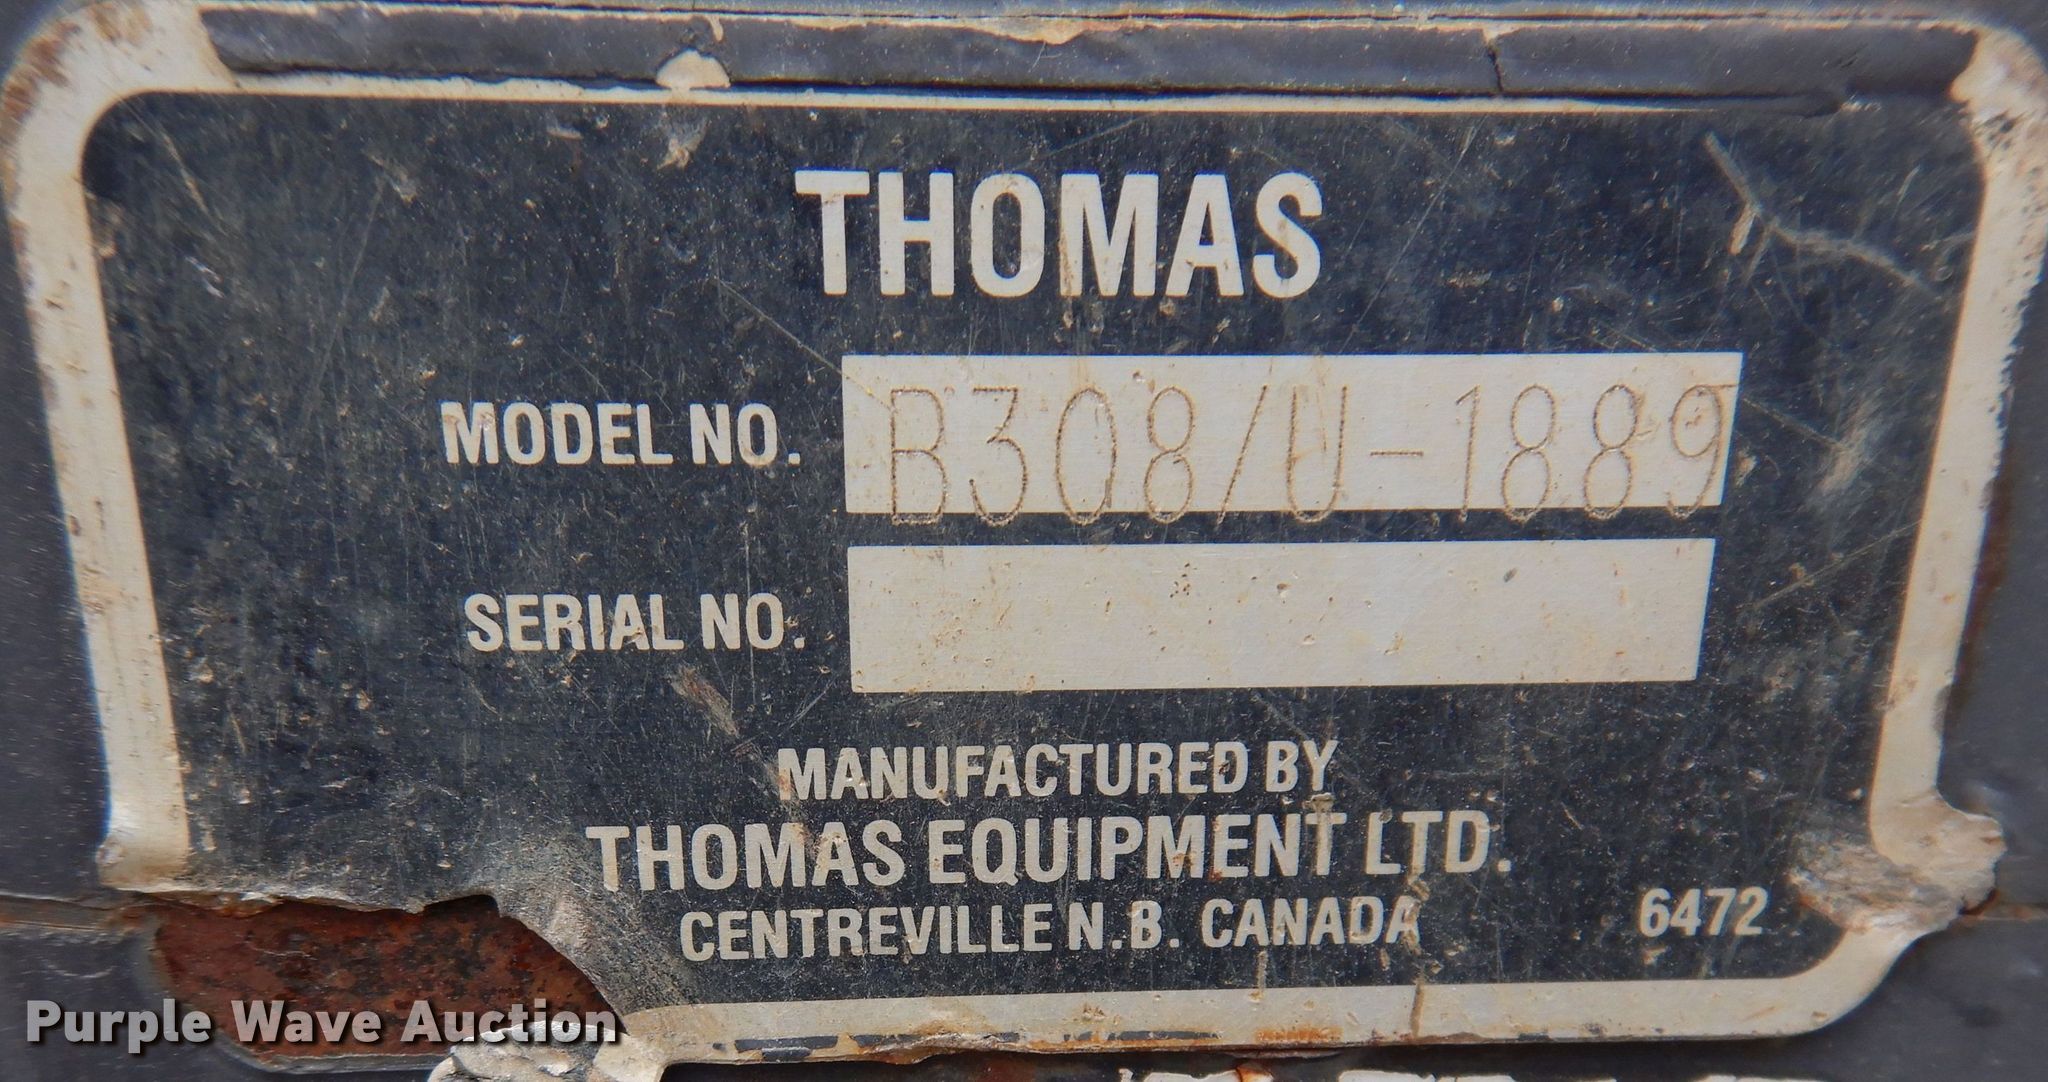 THOMAS
MODEL NO. B308/U-1889
SERIAL NO.
MANUFACTURED BY
THOMAS EQUIPMENT LTD.
CENTREVILLE N.B. CANADA 6472
Purple Wave Auction